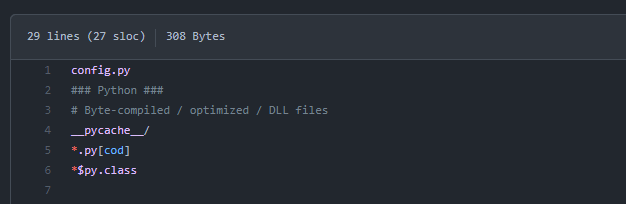 29 lines (27 sloc) 308 Bytes
1 config.py
2 ### Python ###
3 # Byte-compiled / optimized / DLL files
4 __pycache__/
5 *.py[cod]
6 *$py.class
7